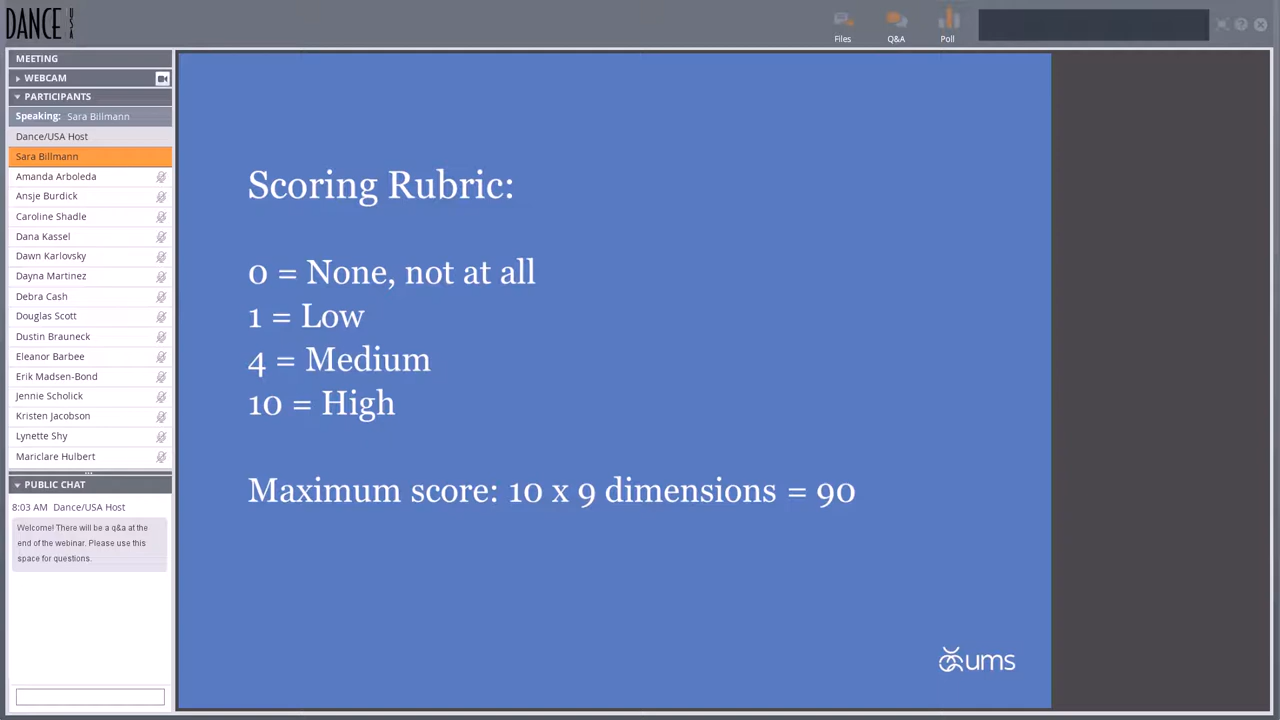 DANCE USA
Files
Q&A
Poll
MEETING
WEBCAM
PARTICIPANTS
Speaking: Sara Billmann
Dance/USA Host
Sara Billmann
Amanda Arboleda
Ansje Burdick
Caroline Shadle
Dana Kassel
Dawn Karlovsky
Dayna Martinez
Debra Cash
Douglas Scott
Dustin Brauneck
Eleanor Barbee
Erik Madsen-Bond
Jennie Scholick
Kristen Jacobson
Lynette Shy
Mariclare Hulbert
PUBLIC CHAT
8:03 AM Dance/USA Host
Welcome! There will be a q&a at the
end of the webinar. Please use this
space for questions.
Scoring Rubric:
0 = None, not at all
1 = Low
4 = Medium
10 = High
Maximum score: 10 x 9 dimensions = 90
ums